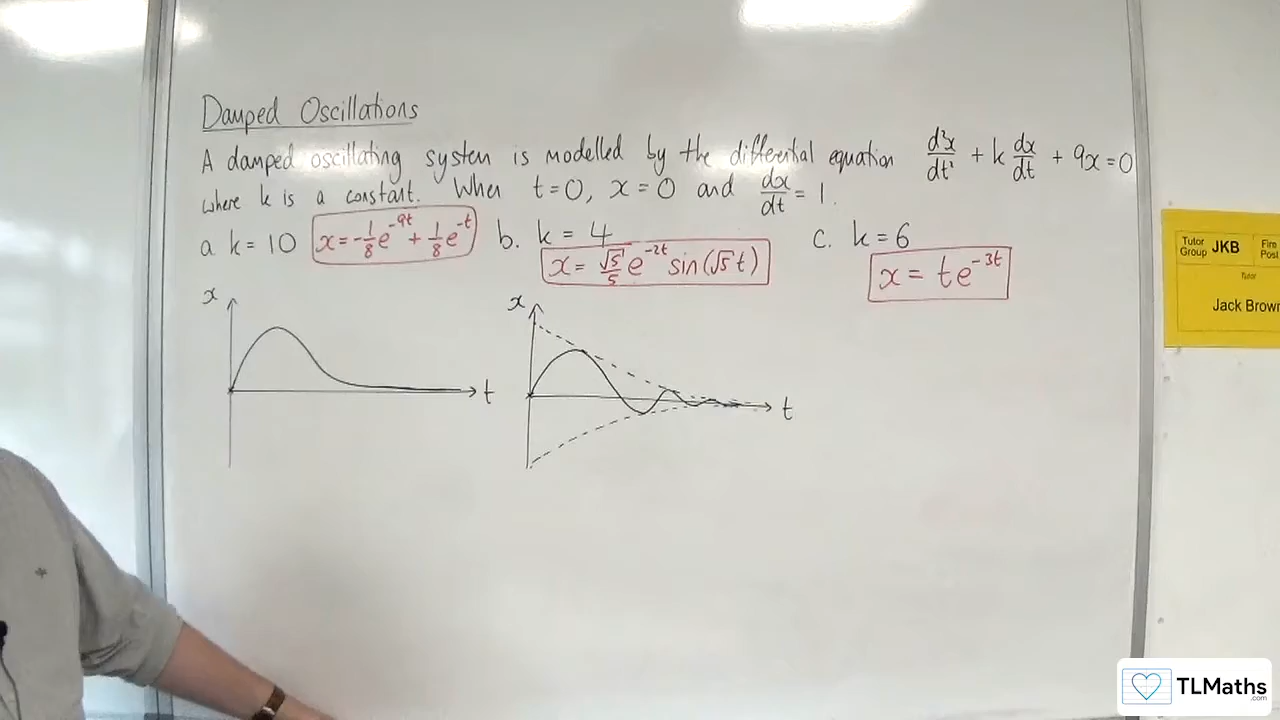 Damped Oscillations
A damped oscillating system is modelled by the differential equation d²x/dt² + k dx/dt + 9x = 0
where k is a constant. When t=0, x=0 and dx/dt = 1.
a k = 10 x = -1/8 e^-9t + 1/8 e^-t b. k = 4 c. k = 6
x = √5/5 e^-2t sin(√5 t) x = te^-3t
x x
t t
Tutor Group JKB Fire Post
Tutor
Jack Brown
TLMaths
.com